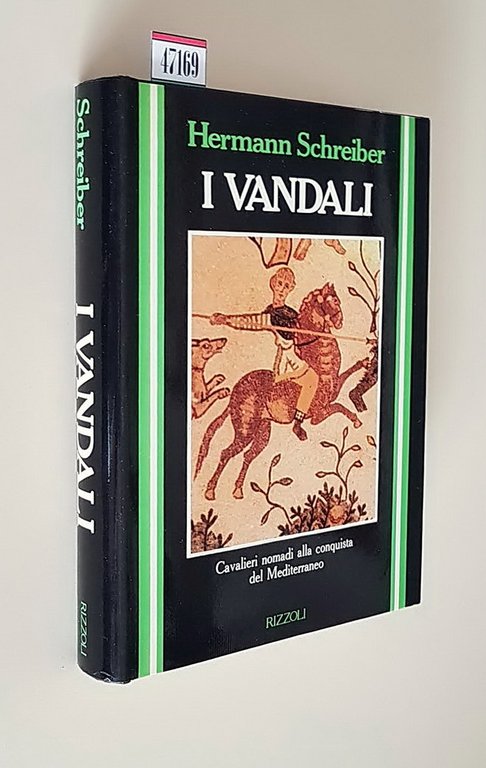 47169
Hermann Schreiber
I VANDALI
Cavalieri nomadi alla conquista
del Mediterraneo
RIZZOLI
Schreiber
I VANDALI
RIZZOLI